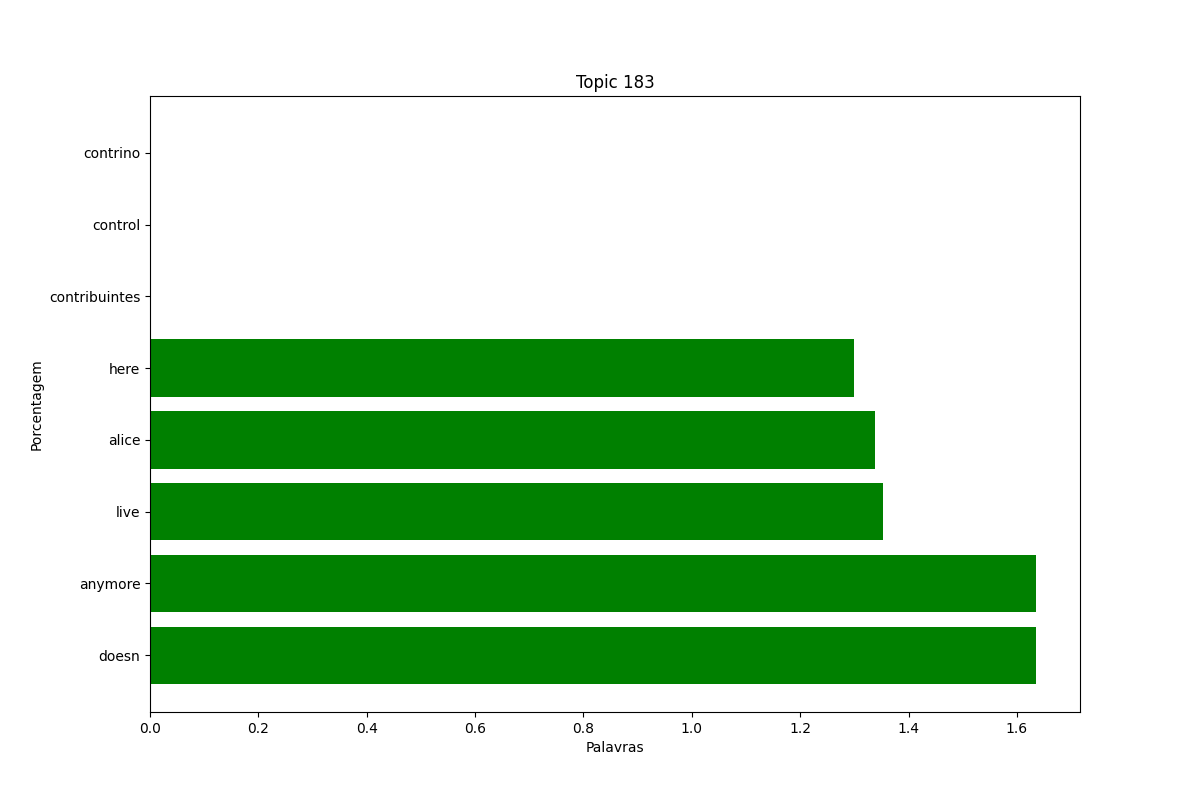 Topic 183
contrino
control
contribuintes
here
alice
live
anymore
doesn
Porcentagem
0.0 0.2 0.4 0.6 0.8 1.0 1.2 1.4 1.6
Palavras